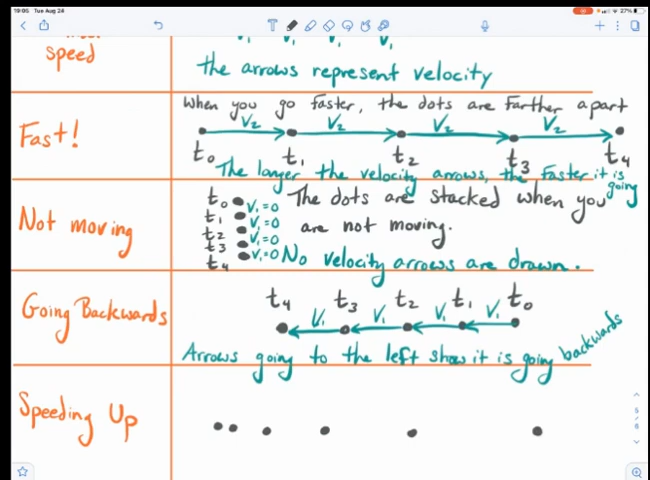 19:05 Tue Aug 24
27%
speed
V₁ V₁ V₁ V₁
the arrows represent velocity
Fast!
When you go faster, the dots are farther apart
V₂ V₂ V₂ V₂
t₀ t₁ t₂ t₃ t₄
The longer the velocity arrows, the faster it is going
Not moving
t₀ V₁=0
t₁ V₁=0
t₂ V₁=0
t₃ V₁=0
t₄
The dots are stacked when you
are not moving.
No velocity arrows are drawn.
Going Backwards
t₄ t₃ t₂ t₁ t₀
V₁ V₁ V₁ V₁
Arrows going to the left show it is going backwards
Speeding Up
5/6